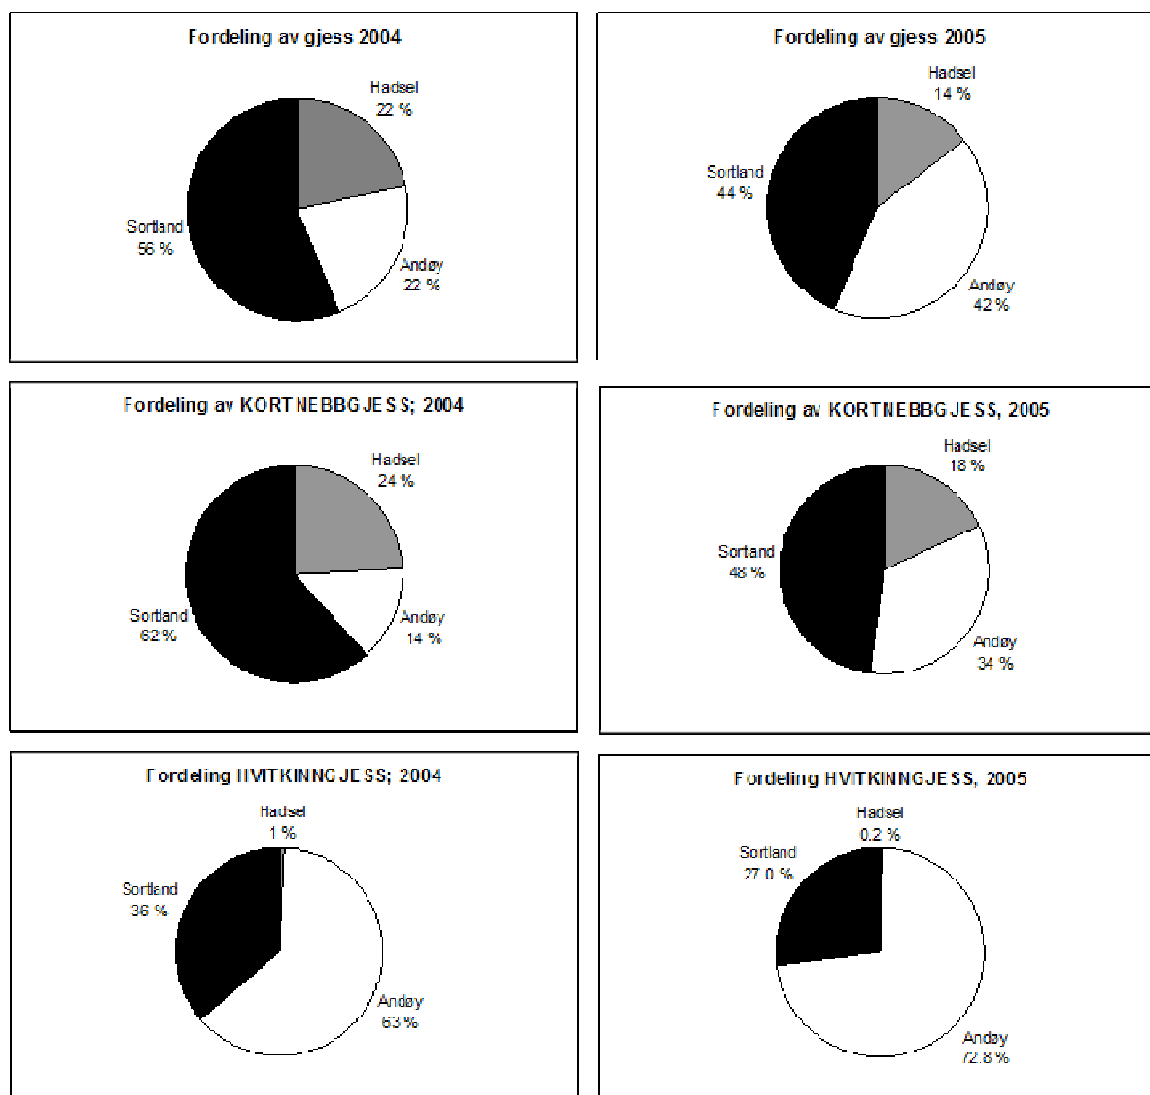 Fordeling av gjess 2004
Hadsel
22 %
Sortland
56 %
Andøy
22 %
Fordeling av gjess 2005
Hadsel
14 %
Sortland
44 %
Andøy
42 %
Fordeling av KORTNEBBGJESS; 2004
Hadsel
24 %
Sortland
62 %
Andøy
14 %
Fordeling av KORTNEBBGJESS, 2005
Hadsel
18 %
Sortland
48 %
Andøy
34 %
Fordeling HVITKINNGJESS; 2004
Hadsel
1 %
Sortland
36 %
Andøy
63 %
Fordeling HVITKINNGJESS, 2005
Hadsel
0.2 %
Sortland
27.0 %
Andøy
72.8 %